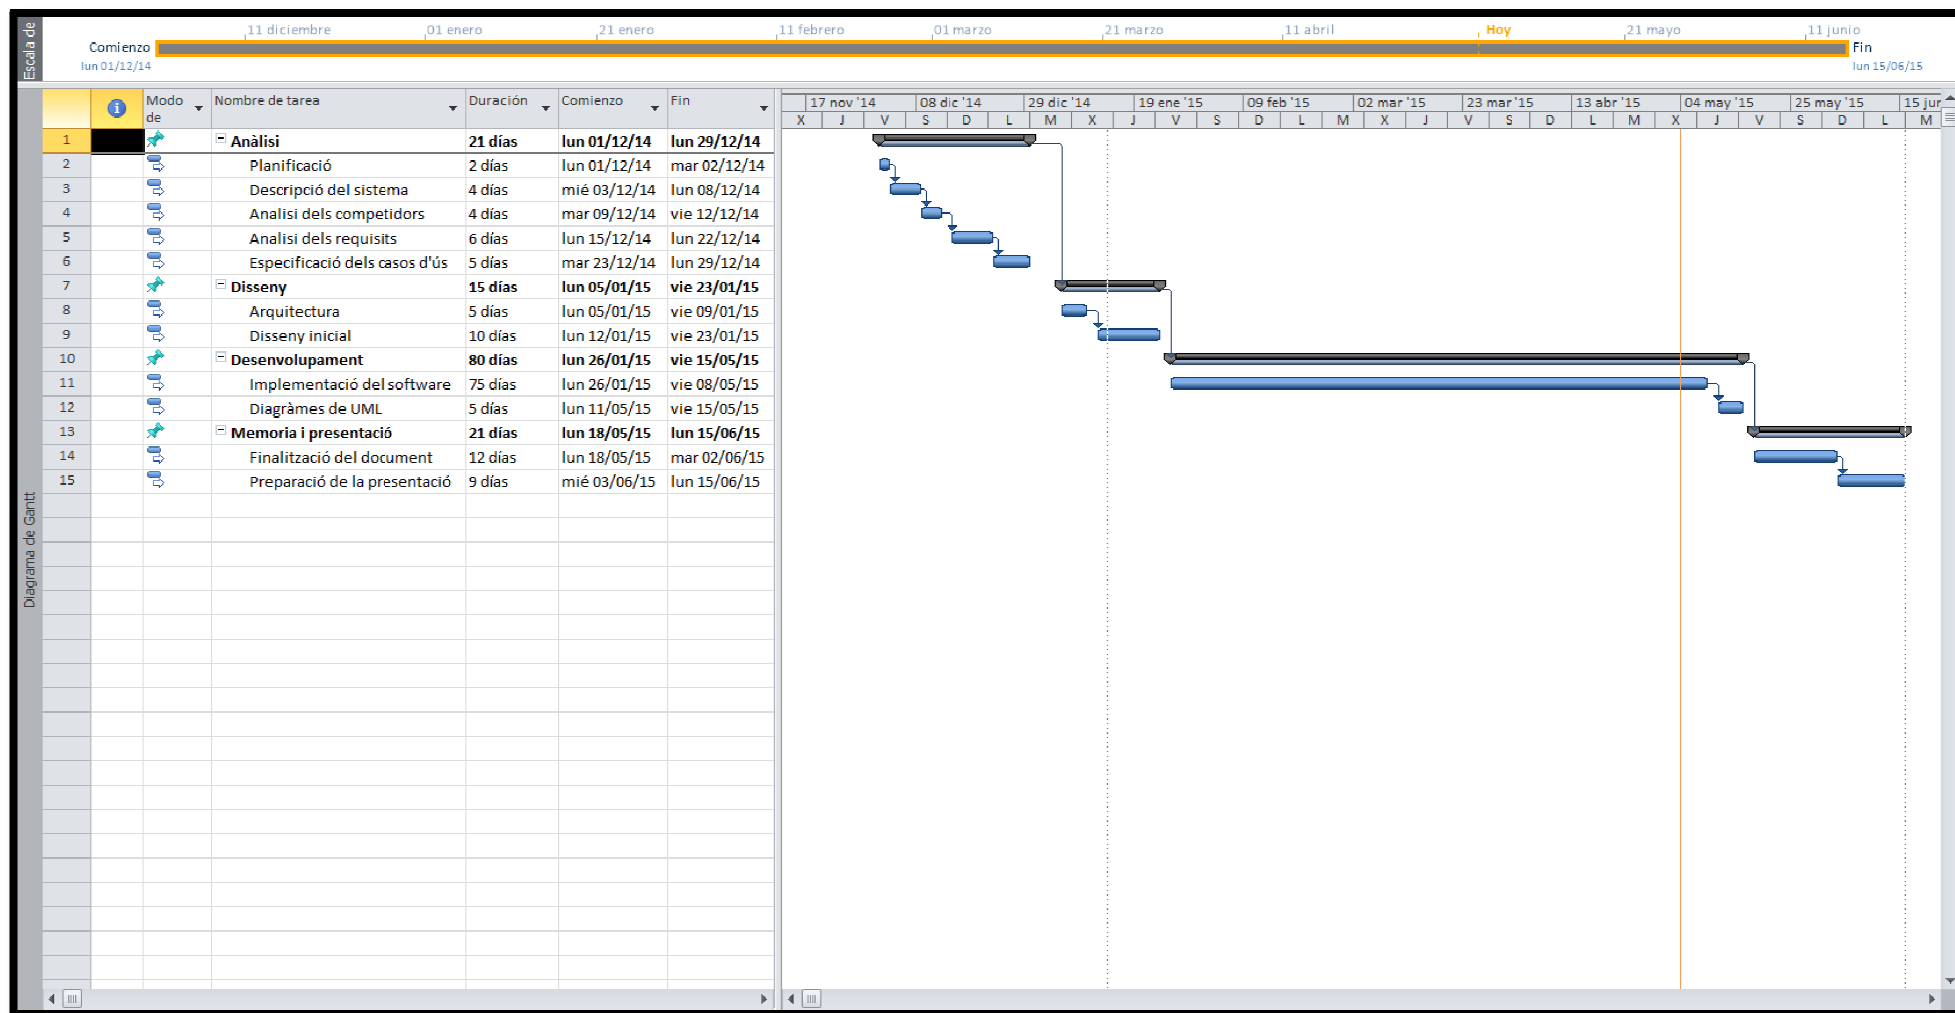 Escala de
11 diciembre 01 enero 21 enero 11 febrero 01 marzo 21 marzo 11 abril Hoy 21 mayo 11 junio
Comienzo
lun 01/12/14
Fin
lun 15/06/15
Modo de Nombre de tarea Duración Comienzo Fin
17 nov '14 08 dic '14 29 dic '14 19 ene '15 09 feb '15 02 mar '15 23 mar '15 13 abr '15 04 may '15 25 may '15 15 jur
X J V S D L M X J V S D L M X J V S D L M X J V S D L M
1 Anàlisi 21 días lun 01/12/14 lun 29/12/14
2 Planificació 2 días lun 01/12/14 mar 02/12/14
3 Descripció del sistema 4 días mié 03/12/14 lun 08/12/14
4 Analisi dels competidors 4 días mar 09/12/14 vie 12/12/14
5 Analisi dels requisits 6 días lun 15/12/14 lun 22/12/14
6 Especificació dels casos d'ús 5 días mar 23/12/14 lun 29/12/14
7 Disseny 15 días lun 05/01/15 vie 23/01/15
8 Arquitectura 5 días lun 05/01/15 vie 09/01/15
9 Disseny inicial 10 días lun 12/01/15 vie 23/01/15
10 Desenvolupament 80 días lun 26/01/15 vie 15/05/15
11 Implementació del software 75 días lun 26/01/15 vie 08/05/15
12 Diagràmes de UML 5 días lun 11/05/15 vie 15/05/15
13 Memoria i presentació 21 días lun 18/05/15 lun 15/06/15
14 Finalització del document 12 días lun 18/05/15 mar 02/06/15
15 Preparació de la presentació 9 días mié 03/06/15 lun 15/06/15
Diagrama de Gantt